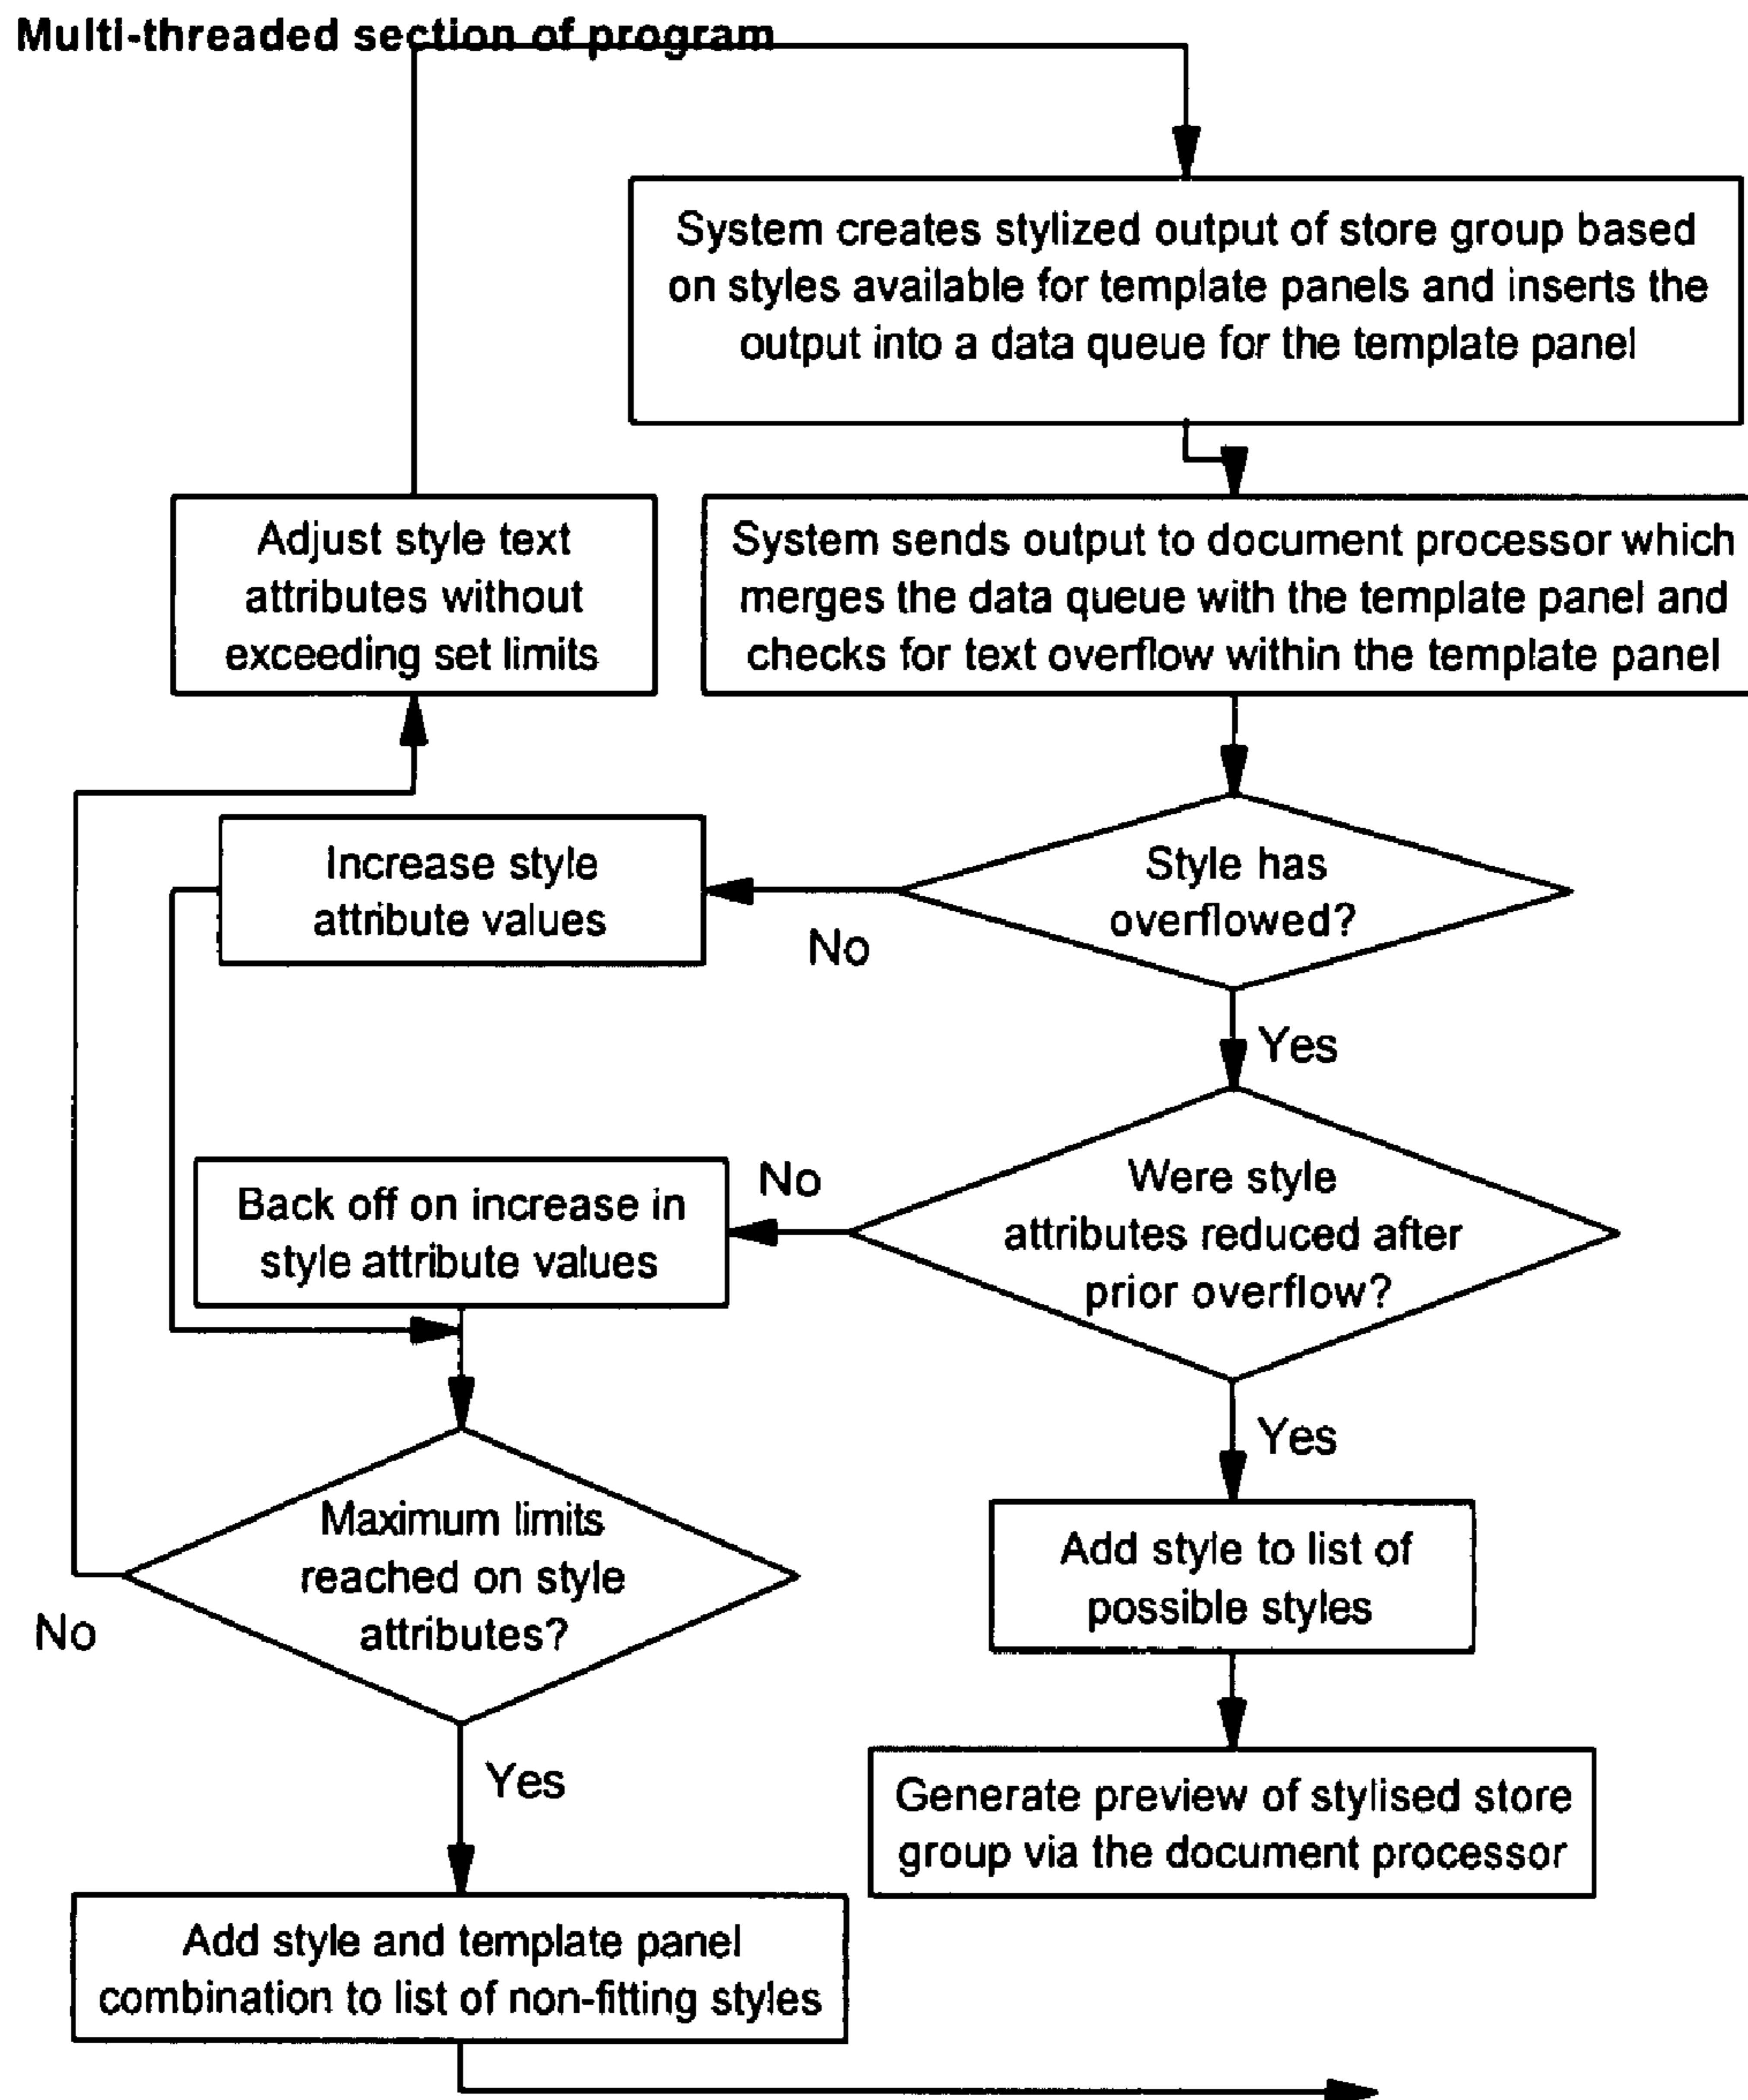 Multi-threaded section of program
System creates stylized output of store group based
on styles available for template panels and inserts the
output into a data queue for the template panel
Adjust style text
attributes without
exceeding set limits
System sends output to document processor which
merges the data queue with the template panel and
checks for text overflow within the template panel
Increase style
attribute values
Style has
overflowed?
No
Yes
Back off on increase in
style attribute values
No
Were style
attributes reduced after
prior overflow?
Yes
Maximum limits
reached on style
attributes?
No
Add style to list of
possible styles
Yes
Generate preview of stylised store
group via the document processor
Add style and template panel
combination to list of non-fitting styles